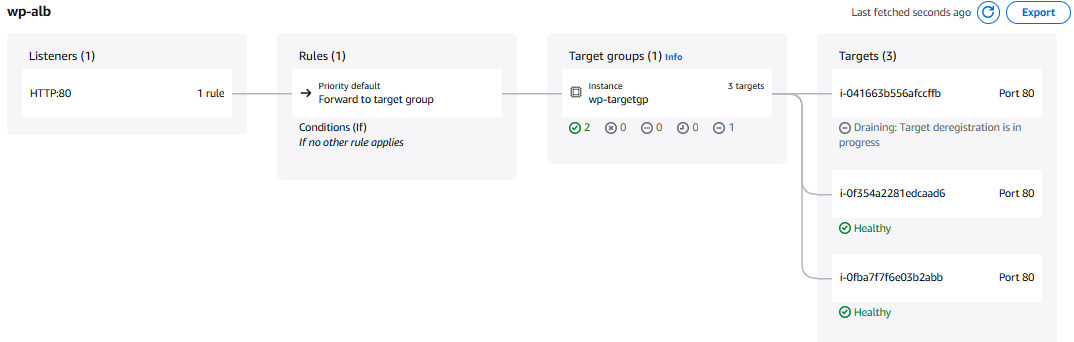 wp-alb
Last fetched seconds ago
Export
Listeners (1)
HTTP:80
1 rule
Rules (1)
Priority default
Forward to target group
Conditions (If)
If no other rule applies
Target groups (1) Info
Instance
3 targets
wp-targetgp
2 0 0 0 1
Targets (3)
i-041663b556afccffb
Port 80
Draining: Target deregistration is in
progress
i-0f354a2281edcaad6
Port 80
Healthy
i-0fba7f7f6e03b2abb
Port 80
Healthy